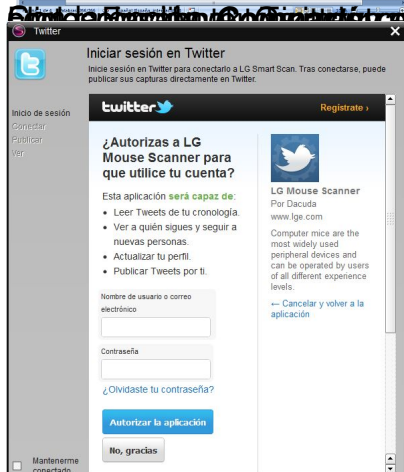 Twitter
Iniciar sesión en Twitter
Inicie sesión en Twitter para conectarlo a LG Smart Scan. Tras conectarse, puede
publicar sus capturas directamente en Twitter.
Inicio de sesión
Conectar
Publicar
Ver
twitter
Regístrate ›
¿Autorizas a LG
Mouse Scanner para
que utilice tu cuenta?
Esta aplicación será capaz de:
• Leer Tweets de tu cronología.
• Ver a quién sigues y seguir a
nuevas personas.
• Actualizar tu perfil.
• Publicar Tweets por ti.
Nombre de usuario o correo
electrónico
Contraseña
¿Olvidaste tu contraseña?
Autorizar la aplicación
No, gracias
LG Mouse Scanner
Por Dacuda
www.lge.com
Computer mice are the
most widely used
peripheral devices and
can be operated by users
of all different experience
levels.
← Cancelar y volver a la
aplicación
Mantenerme
conectado